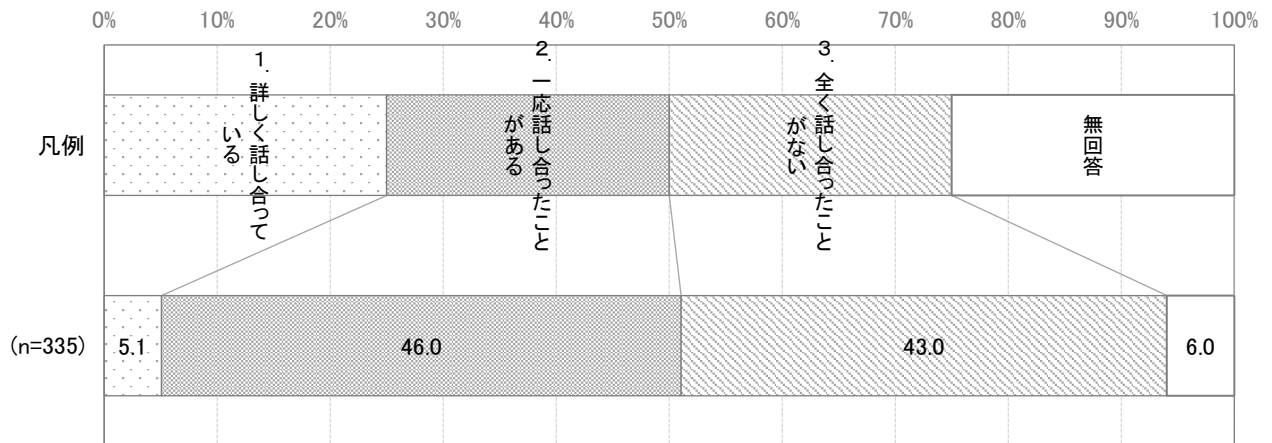 0% 10% 20% 30% 40% 50% 60% 70% 80% 90% 100%
凡例
1.詳しく話し合って
いる
2.一応話し合ったこと
がある
3.全く話し合ったこと
がない
無回答
(n=335)
5.1 46.0 43.0 6.0